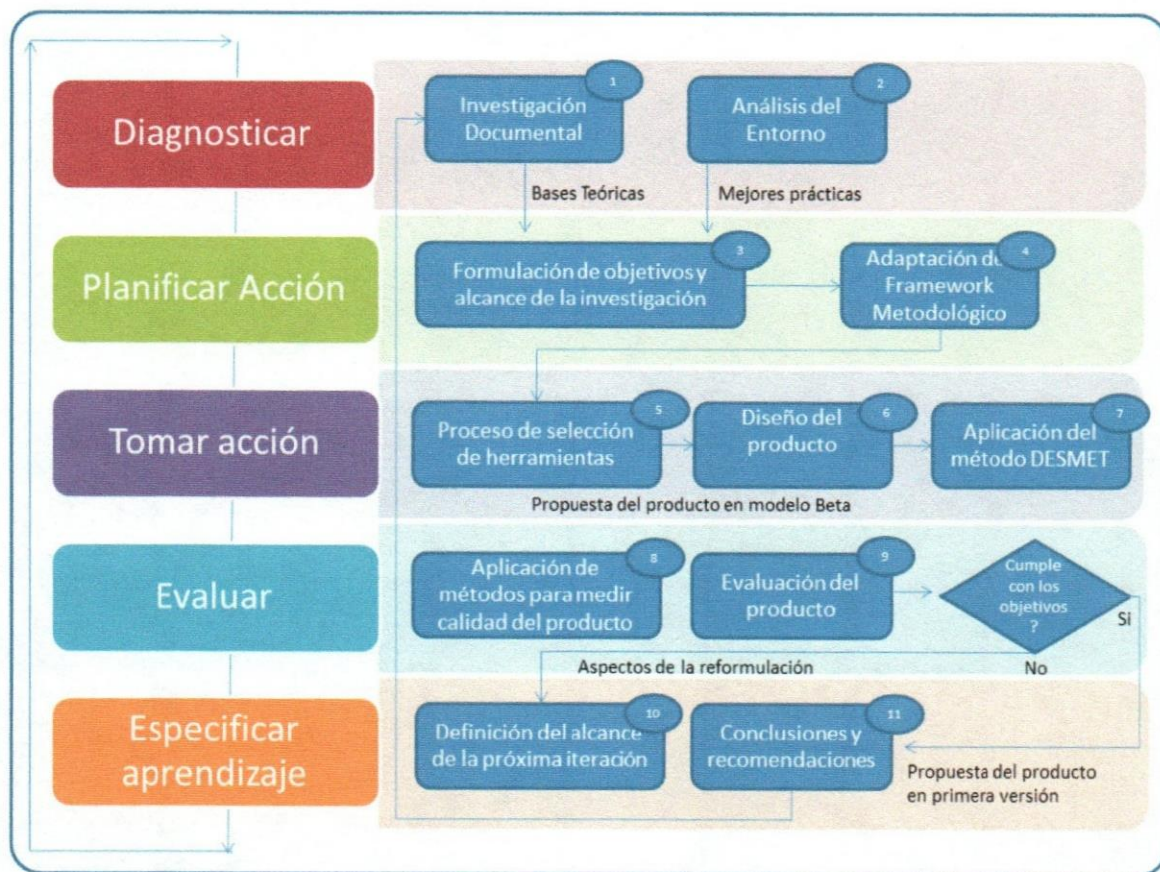 Diagnosticar
1
Investigación
Documental
2
Análisis del
Entorno
Bases Teóricas
Mejores prácticas
Planificar Acción
3
Formulación de objetivos y
alcance de la investigación
4
Adaptación de
Framework
Metodológico
Tomar acción
5
Proceso de selección
de herramientas
6
Diseño del
producto
7
Aplicación del
método DESMET
Propuesta del producto en modelo Beta
Evaluar
8
Aplicación de
métodos para medir
calidad del producto
9
Evaluación del
producto
Cumple
con los
objetivos
?
Si
No
Aspectos de la reformulación
Especificar
aprendizaje
10
Definición del alcance
de la próxima iteración
11
Conclusiones y
recomendaciones
Propuesta del producto
en primera versión